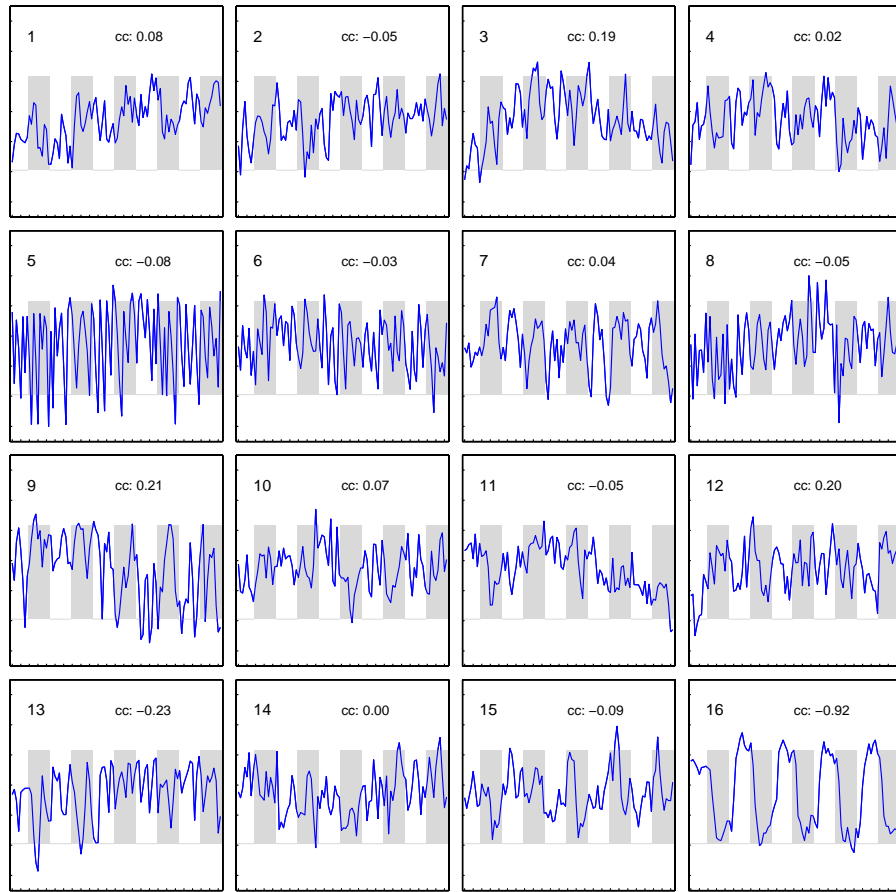 1 cc: 0.08
2 cc: −0.05
3 cc: 0.19
4 cc: 0.02
5 cc: −0.08
6 cc: −0.03
7 cc: 0.04
8 cc: −0.05
9 cc: 0.21
10 cc: 0.07
11 cc: −0.05
12 cc: 0.20
13 cc: −0.23
14 cc: 0.00
15 cc: −0.09
16 cc: −0.92